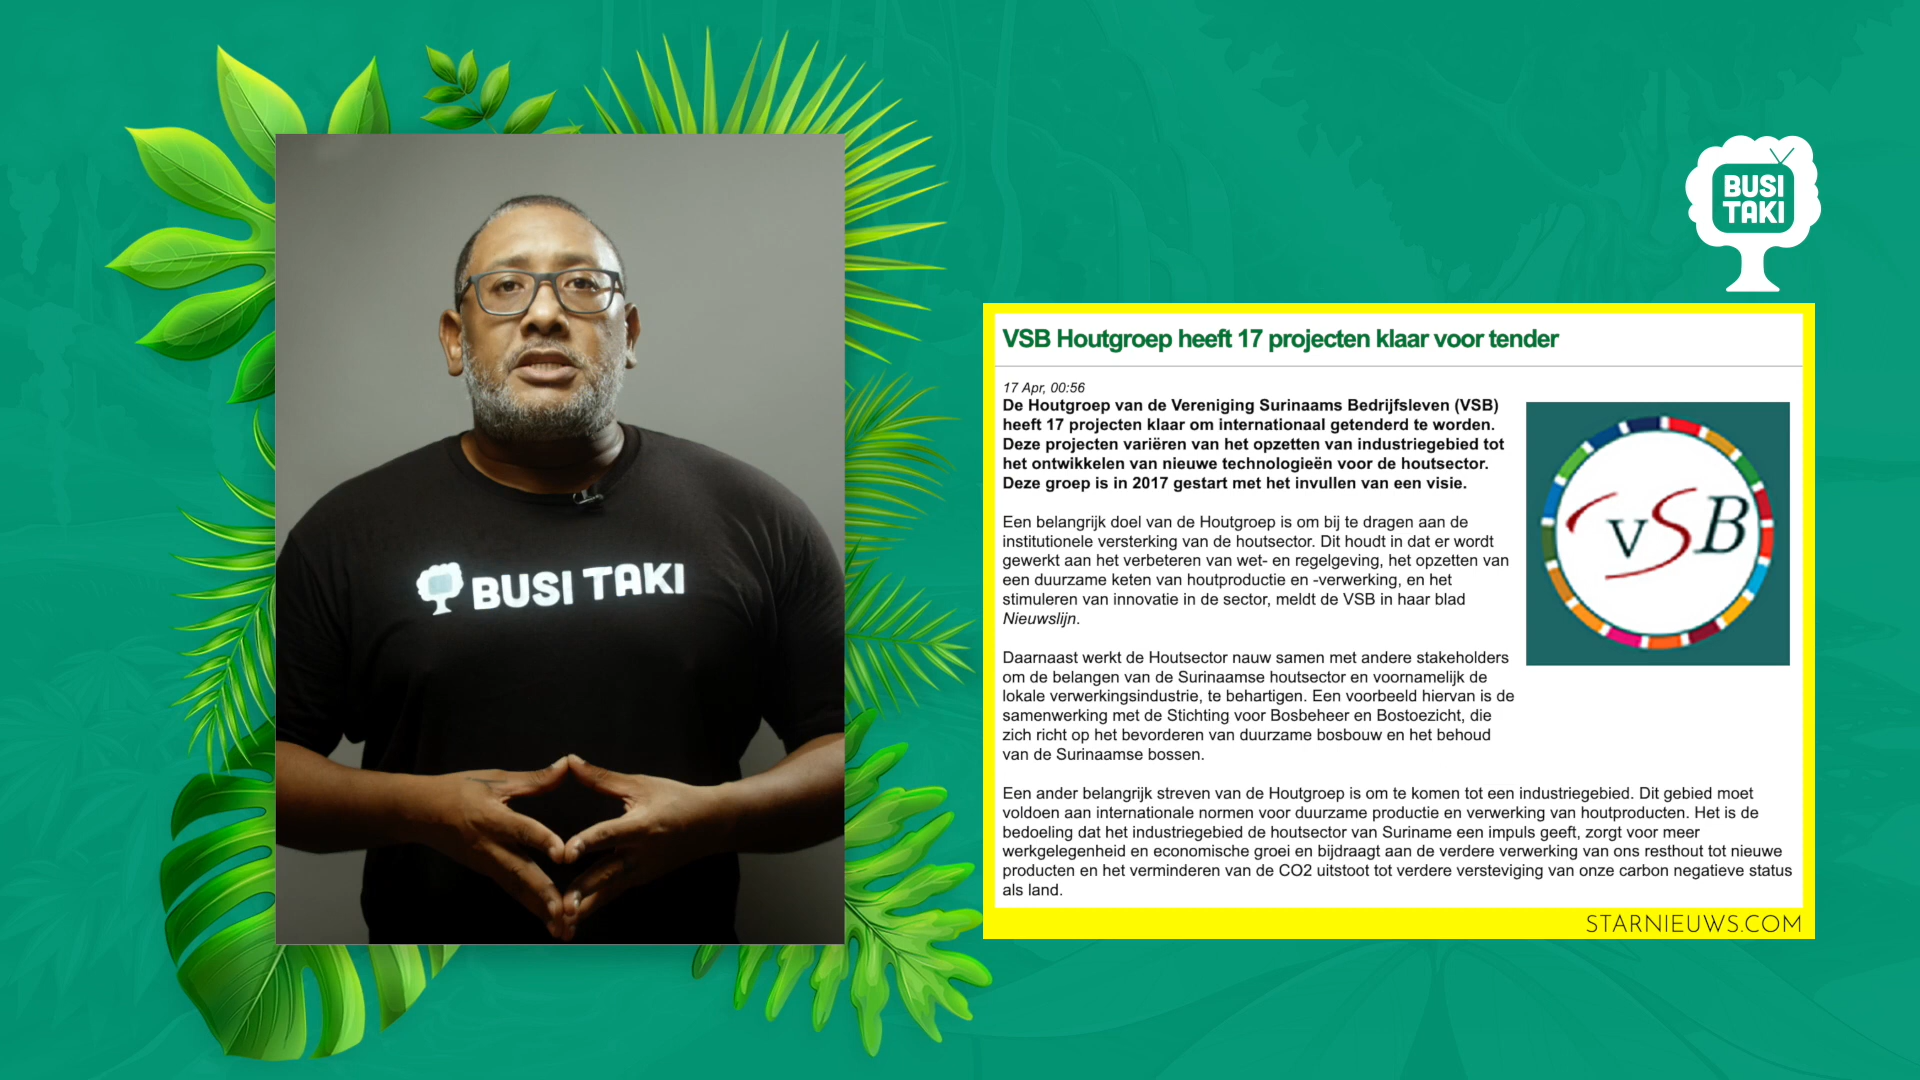 BUSI
TAKI
BUSI TAKI
VSB Houtgroep heeft 17 projecten klaar voor tender
17 Apr, 00:56
De Houtgroep van de Vereniging Surinaams Bedrijfsleven (VSB)
heeft 17 projecten klaar om internationaal getenderd te worden.
Deze projecten variëren van het opzetten van industriegebied tot
het ontwikkelen van nieuwe technologieën voor de houtsector.
Deze groep is in 2017 gestart met het invullen van een visie.
VSB
Een belangrijk doel van de Houtgroep is om bij te dragen aan de
institutionele versterking van de houtsector. Dit houdt in dat er wordt
gewerkt aan het verbeteren van wet- en regelgeving, het opzetten van
een duurzame keten van houtproductie en -verwerking, en het
stimuleren van innovatie in de sector, meldt de VSB in haar blad
Nieuwslijn.
Daarnaast werkt de Houtsector nauw samen met andere stakeholders
om de belangen van de Surinaamse houtsector en voornamelijk de
lokale verwerkingsindustrie, te behartigen. Een voorbeeld hiervan is de
samenwerking met de Stichting voor Bosbeheer en Bostoezicht, die
zich richt op het bevorderen van duurzame bosbouw en het behoud
van de Surinaamse bossen.
Een ander belangrijk streven van de Houtgroep is om te komen tot een industriegebied. Dit gebied moet
voldoen aan internationale normen voor duurzame productie en verwerking van houtproducten. Het is de
bedoeling dat het industriegebied de houtsector van Suriname een impuls geeft, zorgt voor meer
werkgelegenheid en economische groei en bijdraagt aan de verdere verwerking van ons resthout tot nieuwe
producten en het verminderen van de CO2 uitstoot tot verdere versteviging van onze carbon negatieve status
als land.
STARNIEUWS.COM